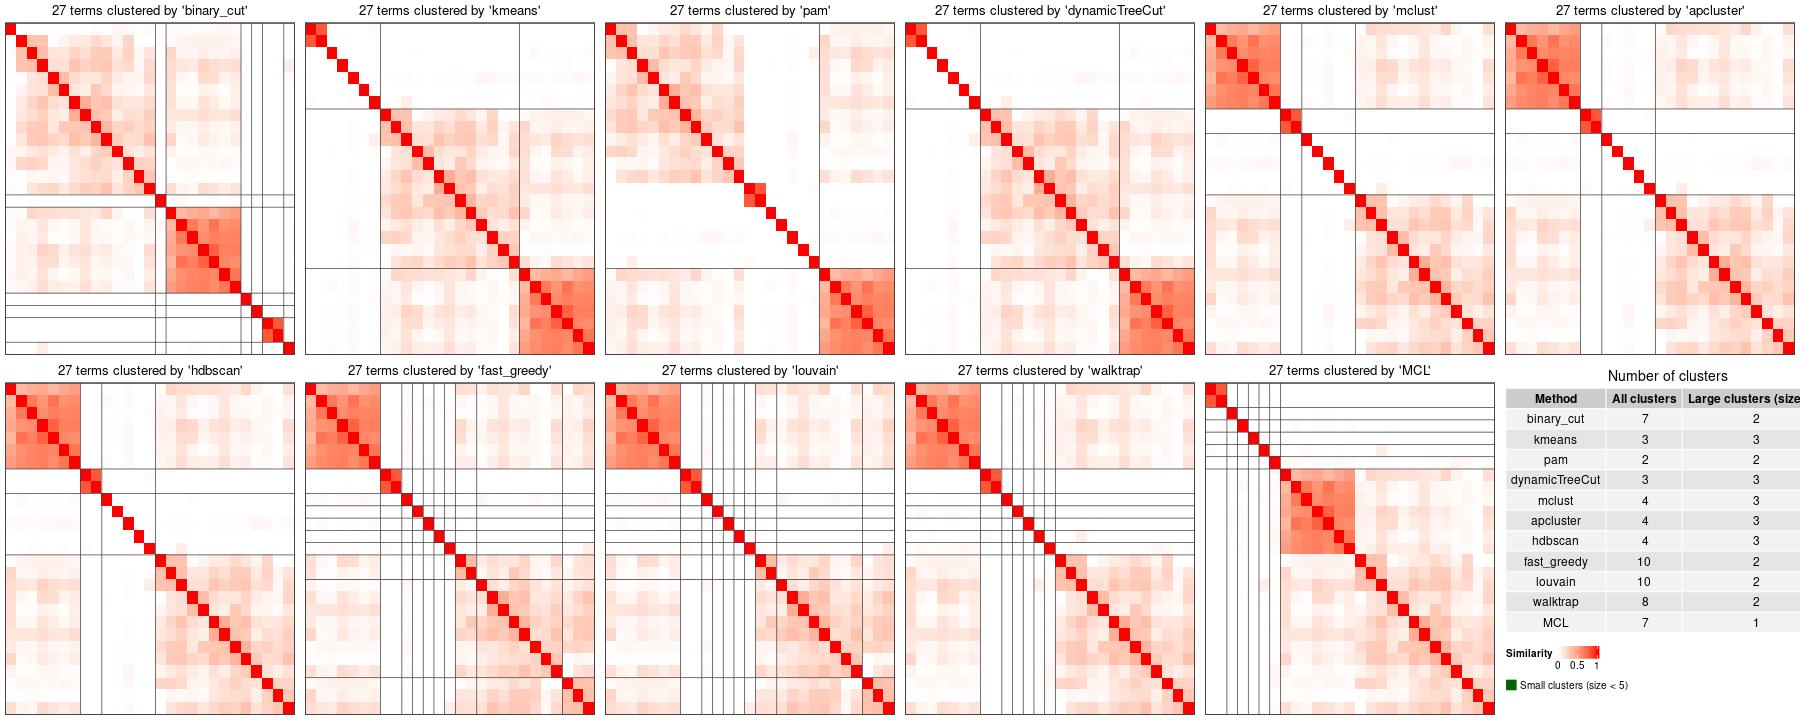 27 terms clustered by 'binary_cut'
27 terms clustered by 'kmeans'
27 terms clustered by 'pam'
27 terms clustered by 'dynamicTreeCut'
27 terms clustered by 'mclust'
27 terms clustered by 'apcluster'
27 terms clustered by 'hdbscan'
27 terms clustered by 'fast_greedy'
27 terms clustered by 'louvain'
27 terms clustered by 'walktrap'
27 terms clustered by 'MCL'
Number of clusters
Method All clusters Large clusters (size
binary_cut 7 2
kmeans 3 3
pam 2 2
dynamicTreeCut 3 3
mclust 4 3
apcluster 4 3
hdbscan 4 3
fast_greedy 10 2
louvain 10 2
walktrap 8 2
MCL 7 1
Similarity
0 0.5 1
Small clusters (size < 5)